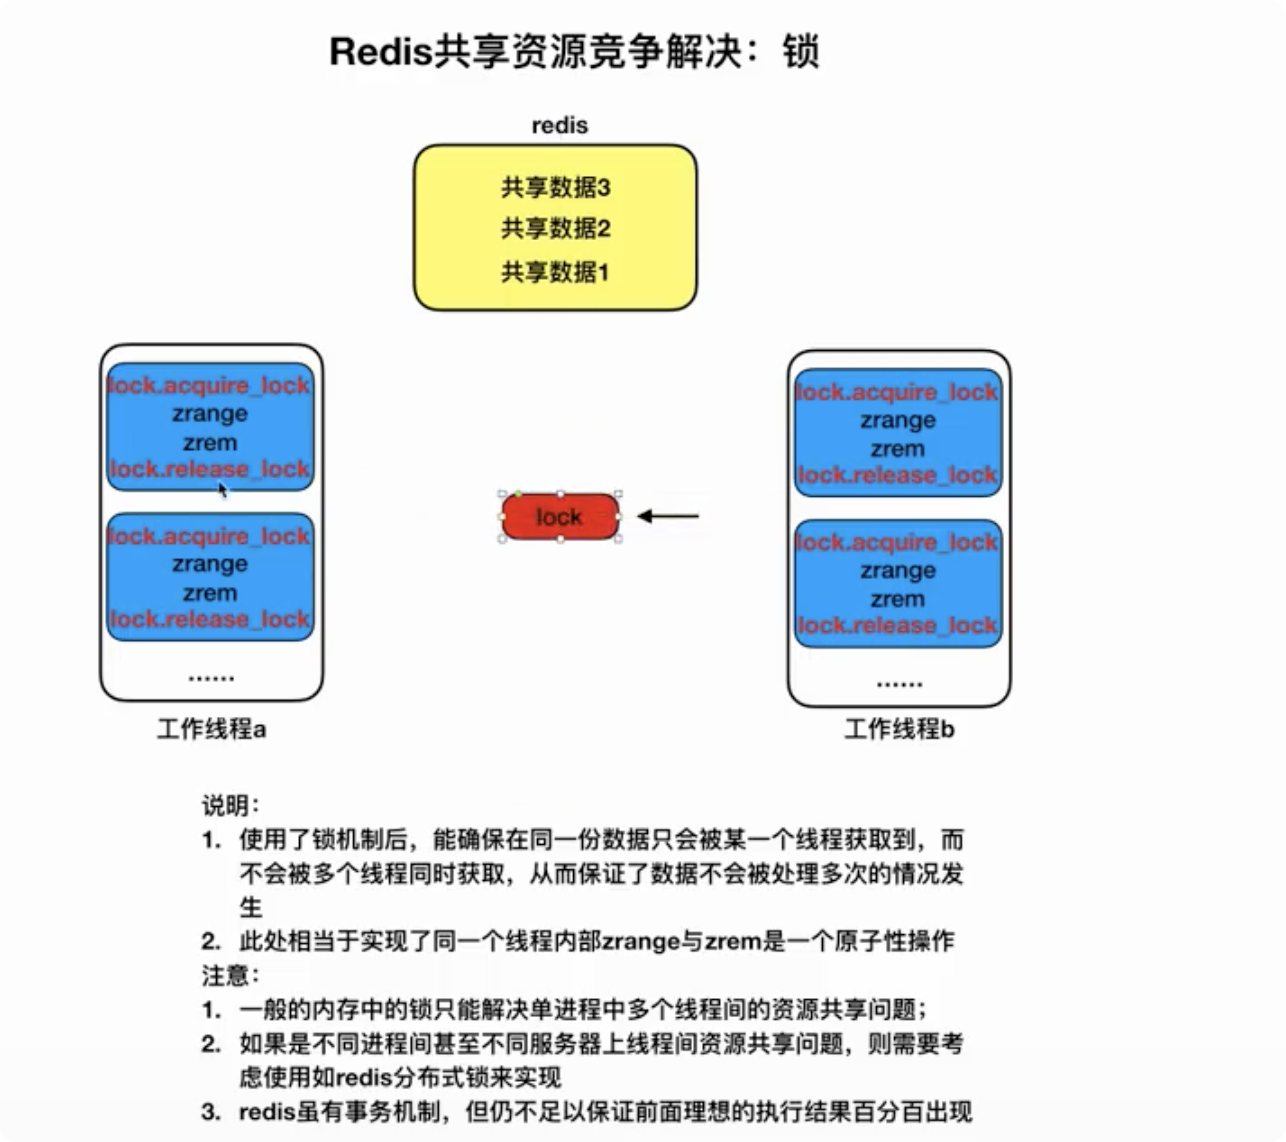 Redis共享资源竞争解决：锁
redis
共享数据3
共享数据2
共享数据1
lock.acquire_lock
zrange
zrem
lock.release_lock
lock.acquire_lock
zrange
zrem
lock.release_lock
......
工作线程a
lock
lock.acquire_lock
zrange
zrem
lock.release_lock
lock.acquire_lock
zrange
zrem
lock.release_lock
......
工作线程b
说明：
1. 使用了锁机制后，能确保在同一份数据只会被某一个线程获取到，而
不会被多个线程同时获取，从而保证了数据不会被处理多次的情况发
生
2. 此处相当于实现了同一个线程内部zrange与zrem是一个原子性操作
注意：
1. 一般的内存中的锁只能解决单进程中多个线程间的资源共享问题；
2. 如果是不同进程间甚至不同服务器上线程间资源共享问题，则需要考
虑使用如redis分布式锁来实现
3. redis虽有事务机制，但仍不足以保证前面理想的执行结果百分百出现